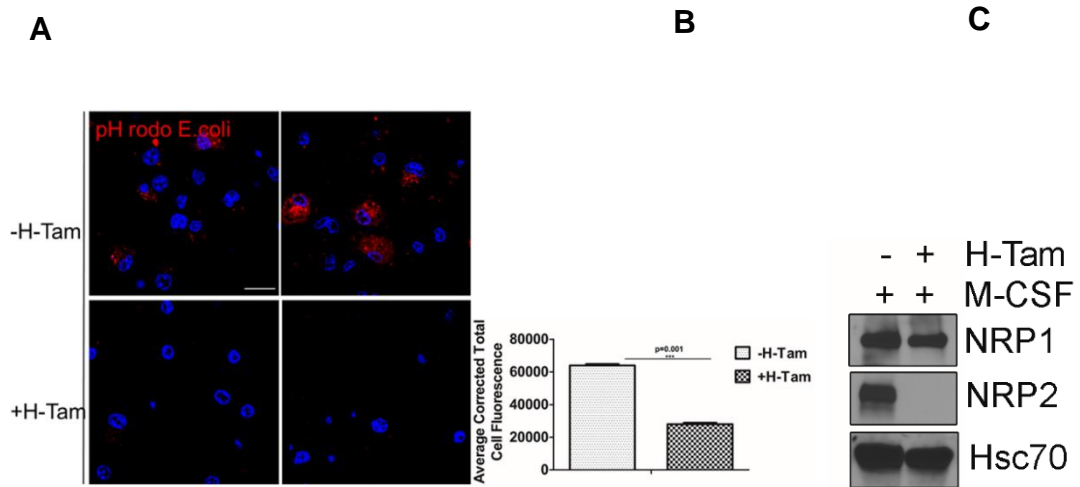 A
B
C
pH rodo E.coli
-H-Tam
+H-Tam
Average Corrected Total
Cell Fluorescence
80000
60000
40000
20000
0
p=0.001
***
-H-Tam
+H-Tam
- + H-Tam
+ + M-CSF
NRP1
NRP2
Hsc70